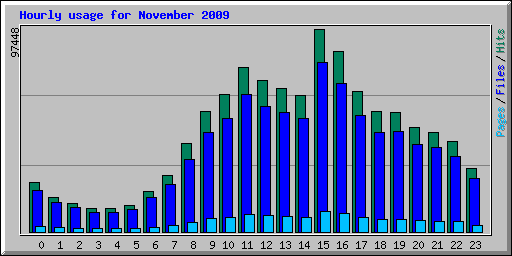 Hourly usage for November 2009
97448
Pages / Files / Hits
0 1 2 3 4 5 6 7 8 9 10 11 12 13 14 15 16 17 18 19 20 21 22 23